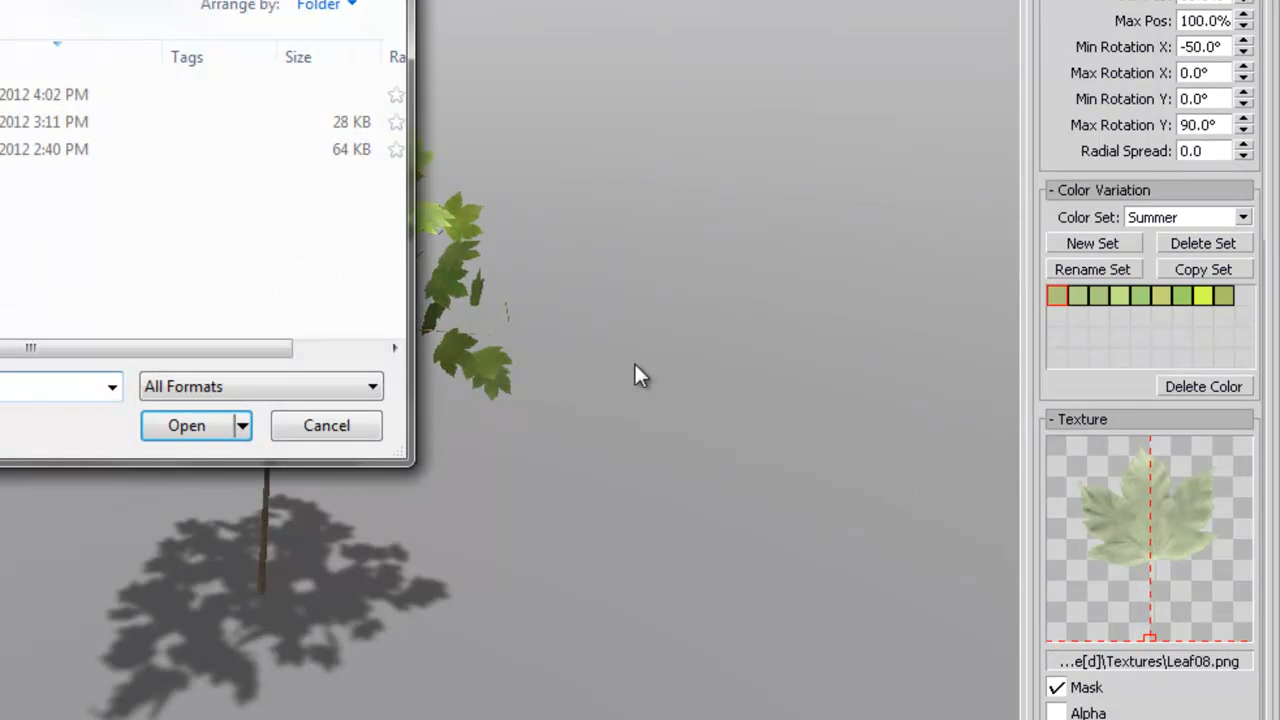 Arrange by: Folder
Tags Size Ra
2012 4:02 PM
2012 3:11 PM 28 KB
2012 2:40 PM 64 KB
All Formats
Open Cancel
Max Pos: 100.0%
Min Rotation X: -50.0°
Max Rotation X: 0.0°
Min Rotation Y: 0.0°
Max Rotation Y: 90.0°
Radial Spread: 0.0
- Color Variation
Color Set: Summer
New Set Delete Set
Rename Set Copy Set
Delete Color
- Texture
...e[d]\Textures\Leaf08.png
Mask
Alpha